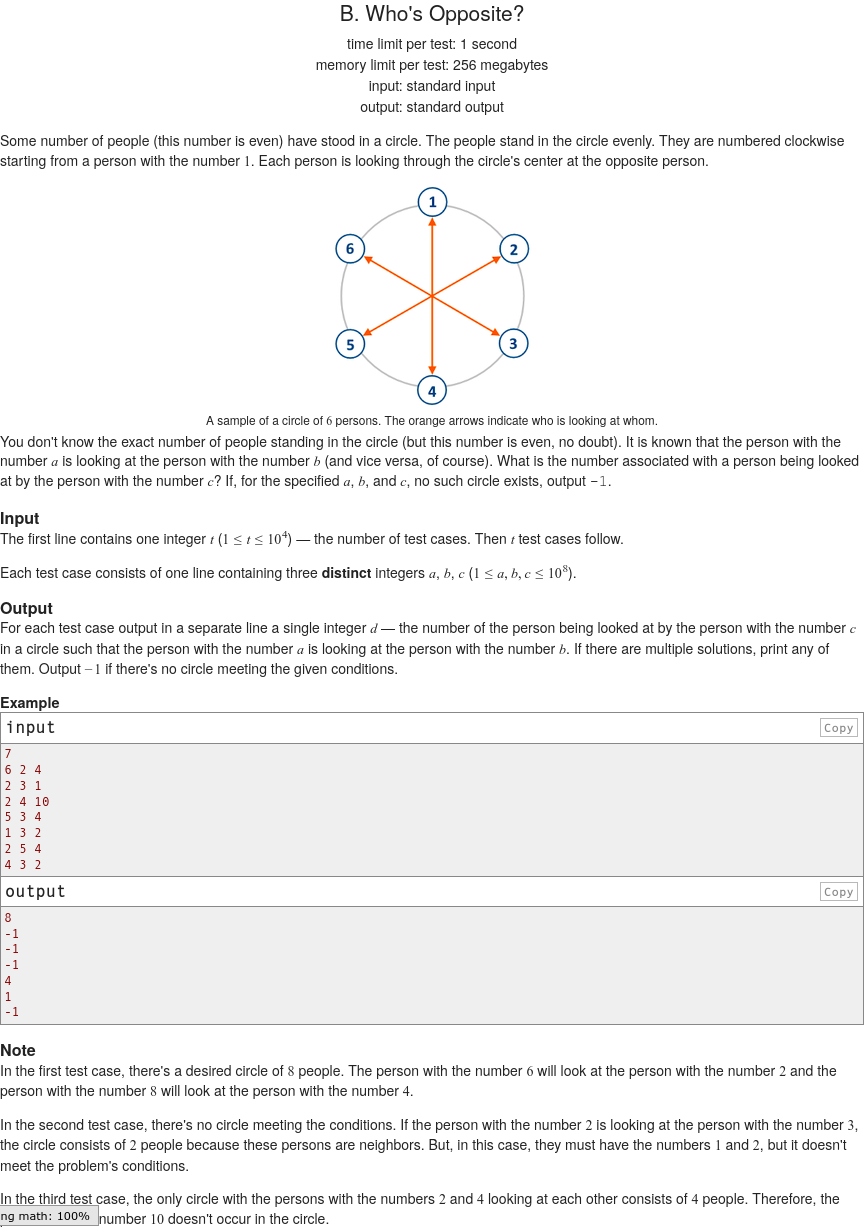 B. Who's Opposite?
time limit per test: 1 second
memory limit per test: 256 megabytes
input: standard input
output: standard output
Some number of people (this number is even) have stood in a circle. The people stand in the circle evenly. They are numbered clockwise
starting from a person with the number 1. Each person is looking through the circle's center at the opposite person.
1
6
2
5
3
4
A sample of a circle of 6 persons. The orange arrows indicate who is looking at whom.
You don't know the exact number of people standing in the circle (but this number is even, no doubt). It is known that the person with the
number a is looking at the person with the number b (and vice versa, of course). What is the number associated with a person being looked
at by the person with the number c? If, for the specified a, b, and c, no such circle exists, output -1.
Input
The first line contains one integer t (1 ≤ t ≤ 10^4) — the number of test cases. Then t test cases follow.
Each test case consists of one line containing three distinct integers a, b, c (1 ≤ a, b, c ≤ 10^8).
Output
For each test case output in a separate line a single integer d — the number of the person being looked at by the person with the number c
in a circle such that the person with the number a is looking at the person with the number b. If there are multiple solutions, print any of
them. Output −1 if there's no circle meeting the given conditions.
Example
input
Copy
7
6 2 4
2 3 1
2 4 10
5 3 4
1 3 2
2 5 4
4 3 2
output
Copy
8
-1
-1
-1
4
1
-1
Note
In the first test case, there's a desired circle of 8 people. The person with the number 6 will look at the person with the number 2 and the
person with the number 8 will look at the person with the number 4.
In the second test case, there's no circle meeting the conditions. If the person with the number 2 is looking at the person with the number 3,
the circle consists of 2 people because these persons are neighbors. But, in this case, they must have the numbers 1 and 2, but it doesn't
meet the problem's conditions.
In the third test case, the only circle with the persons with the numbers 2 and 4 looking at each other consists of 4 people. Therefore, the
ng math: 100% number 10 doesn't occur in the circle.